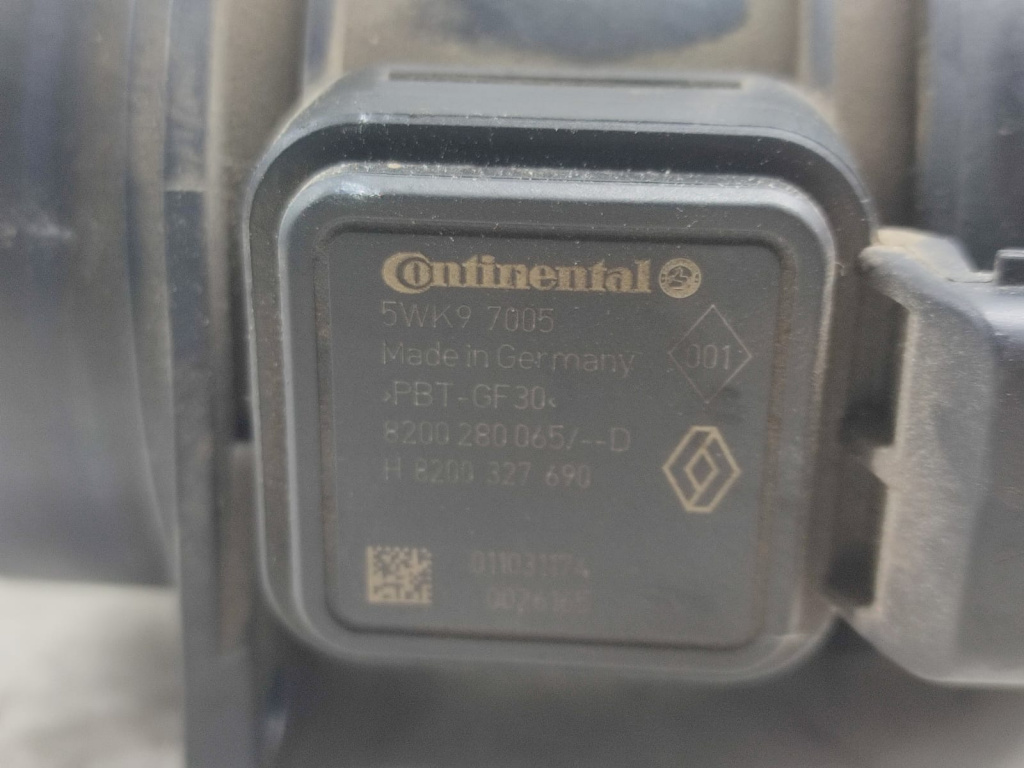 Continental
5WK9 7005
Made in Germany
001
>PBT-GF30<
8200 280 065/--D
H 8200 327 690